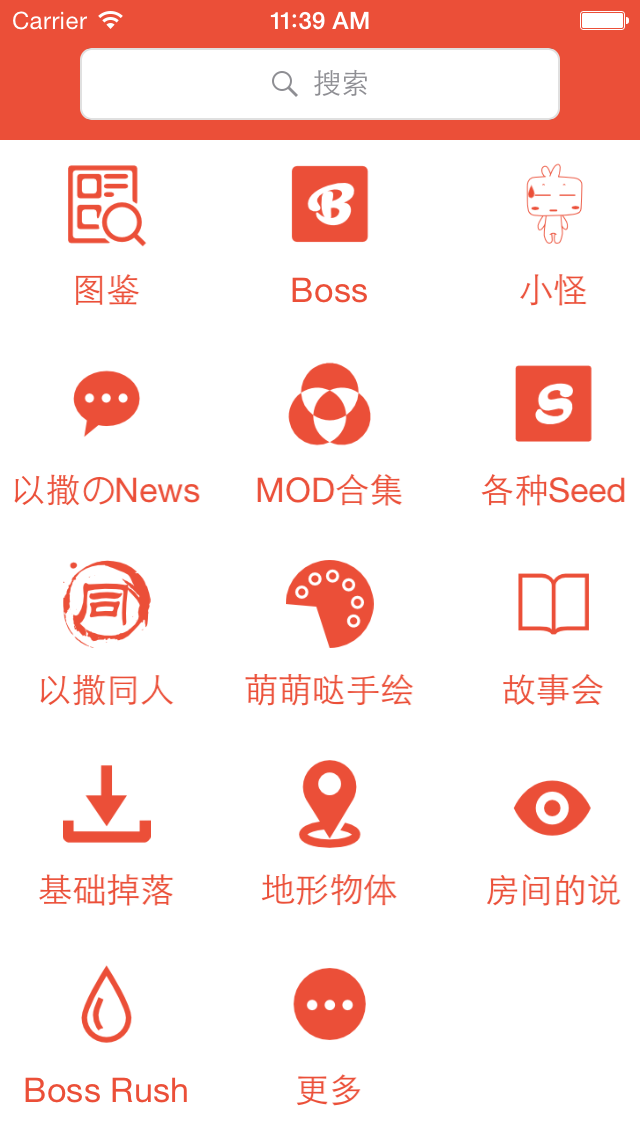 Carrier 11:39 AM
搜索
图鉴 Boss 小怪
以撒のNews MOD合集 各种Seed
以撒同人 萌萌哒手绘 故事会
基础掉落 地形物体 房间的说
Boss Rush 更多
B
S
同